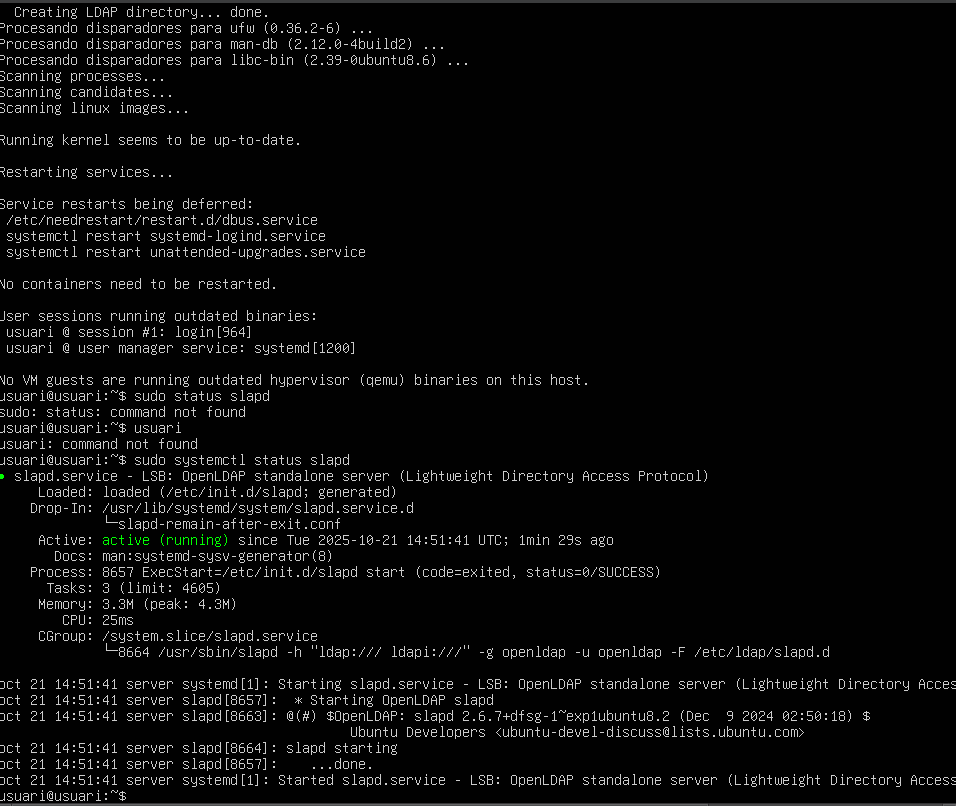 Creating LDAP directory... done.
Procesando disparadores para ufw (0.36.2-6) ...
Procesando disparadores para man-db (2.12.0-4build2) ...
Procesando disparadores para libc-bin (2.39-0ubuntu8.6) ...
Scanning processes...
Scanning candidates...
Scanning linux images...
Running kernel seems to be up-to-date.
Restarting services...
Service restarts being deferred:
/etc/needrestart/restart.d/dbus.service
systemctl restart systemd-logind.service
systemctl restart unattended-upgrades.service
No containers need to be restarted.
User sessions running outdated binaries:
usuari @ session #1: login[964]
usuari @ user manager service: systemd[1200]
No VM guests are running outdated hypervisor (qemu) binaries on this host.
usuari@usuari:~$ sudo status slapd
sudo: status: command not found
usuari@usuari:~$ usuari
usuari: command not found
usuari@usuari:~$ sudo systemctl status slapd
● slapd.service - LSB: OpenLDAP standalone server (Lightweight Directory Access Protocol)
Loaded: loaded (/etc/init.d/slapd; generated)
Drop-In: /usr/lib/systemd/system/slapd.service.d
└─slapd-remain-after-exit.conf
Active: active (running) since Tue 2025-10-21 14:51:41 UTC; 1min 29s ago
Docs: man:systemd-sysv-generator(8)
Process: 8657 ExecStart=/etc/init.d/slapd start (code=exited, status=0/SUCCESS)
Tasks: 3 (limit: 4605)
Memory: 3.3M (peak: 4.3M)
CPU: 25ms
CGroup: /system.slice/slapd.service
└─8664 /usr/sbin/slapd -h "ldap:/// ldapi:///" -g openldap -u openldap -F /etc/ldap/slapd.d
oct 21 14:51:41 server systemd[1]: Starting slapd.service - LSB: OpenLDAP standalone server (Lightweight Directory Acces
oct 21 14:51:41 server slapd[8657]:  * Starting OpenLDAP slapd
oct 21 14:51:41 server slapd[8663]: @(#) $OpenLDAP: slapd 2.6.7+dfsg-1~exp1ubuntu8.2 (Dec  9 2024 02:50:18) $
Ubuntu Developers <ubuntu-devel-discuss@lists.ubuntu.com>
oct 21 14:51:41 server slapd[8664]: slapd starting
oct 21 14:51:41 server slapd[8657]:    ...done.
oct 21 14:51:41 server systemd[1]: Started slapd.service - LSB: OpenLDAP standalone server (Lightweight Directory Access
usuari@usuari:~$